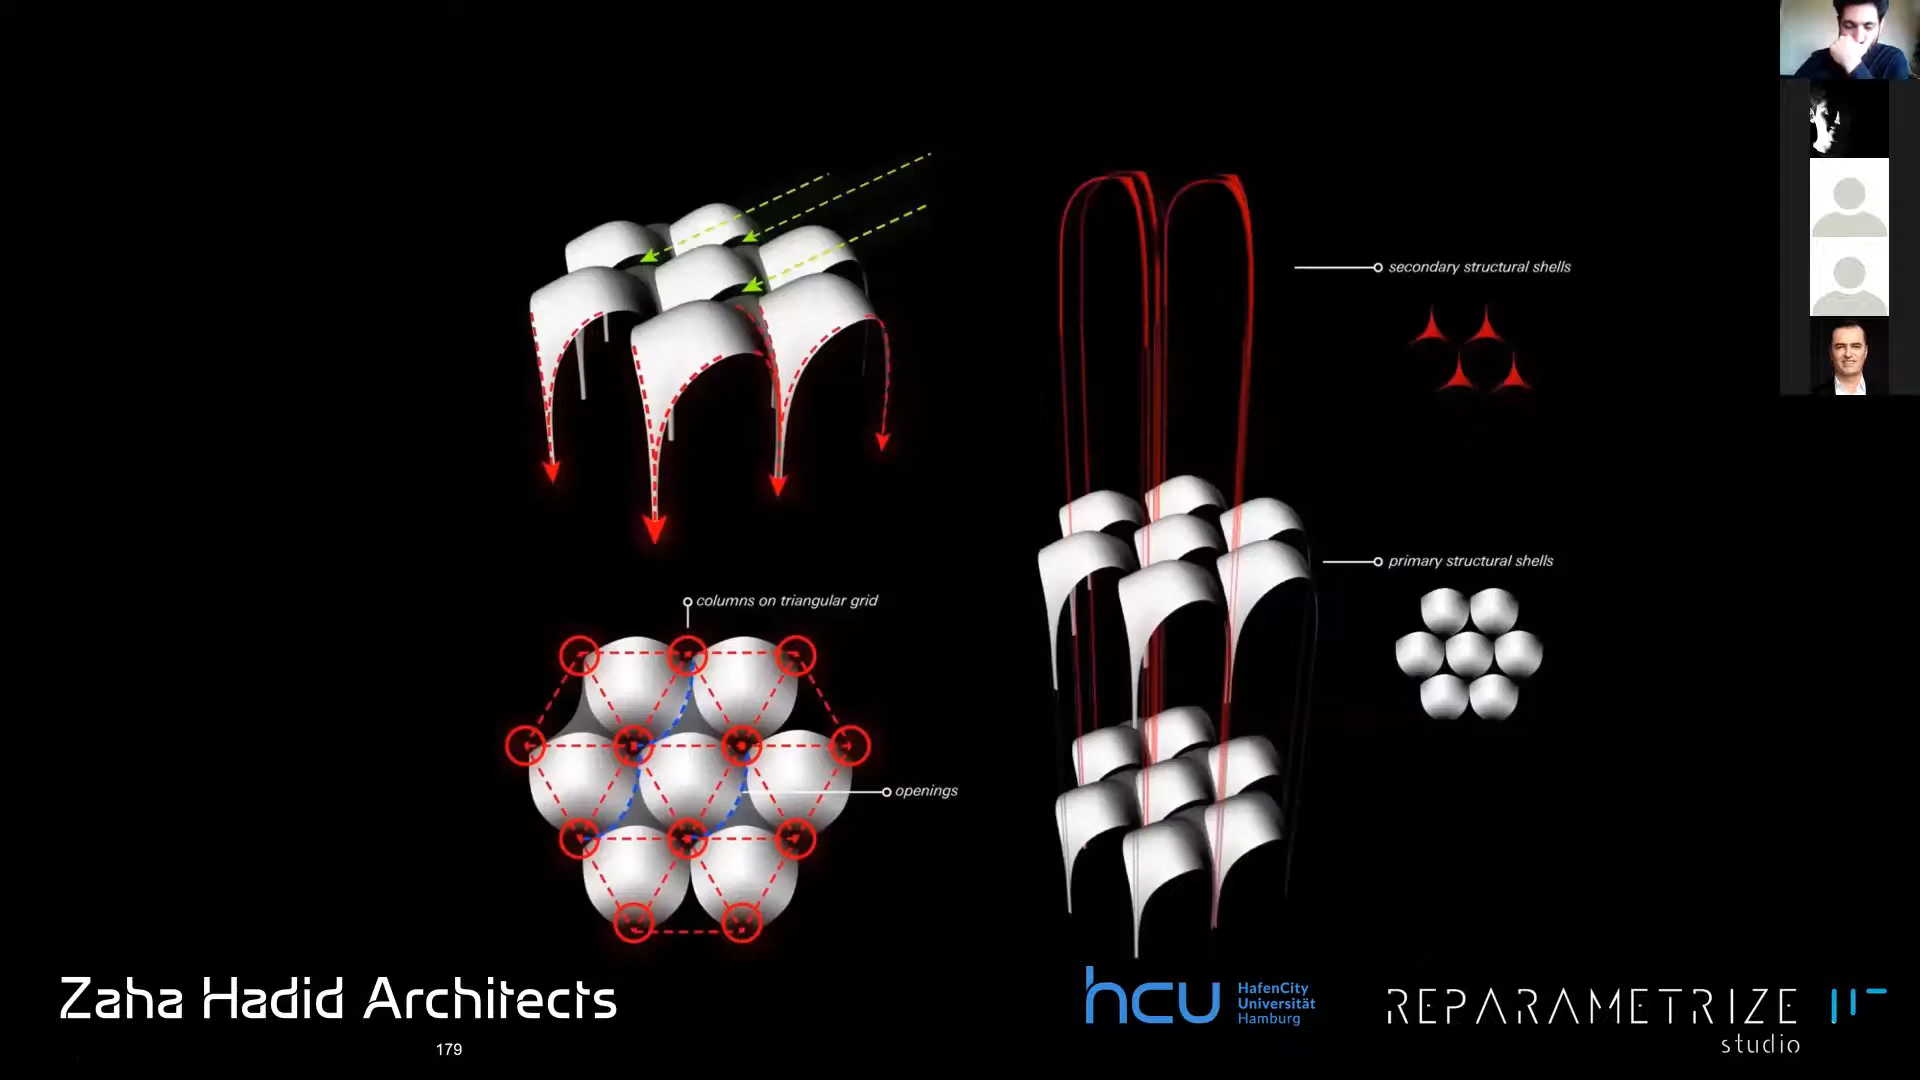 secondary structural shells
primary structural shells
columns on triangular grid
openings
Zaha Hadid Architects
179
hcu
HafenCity
Universität
Hamburg
REPARAMETRIZE
studio